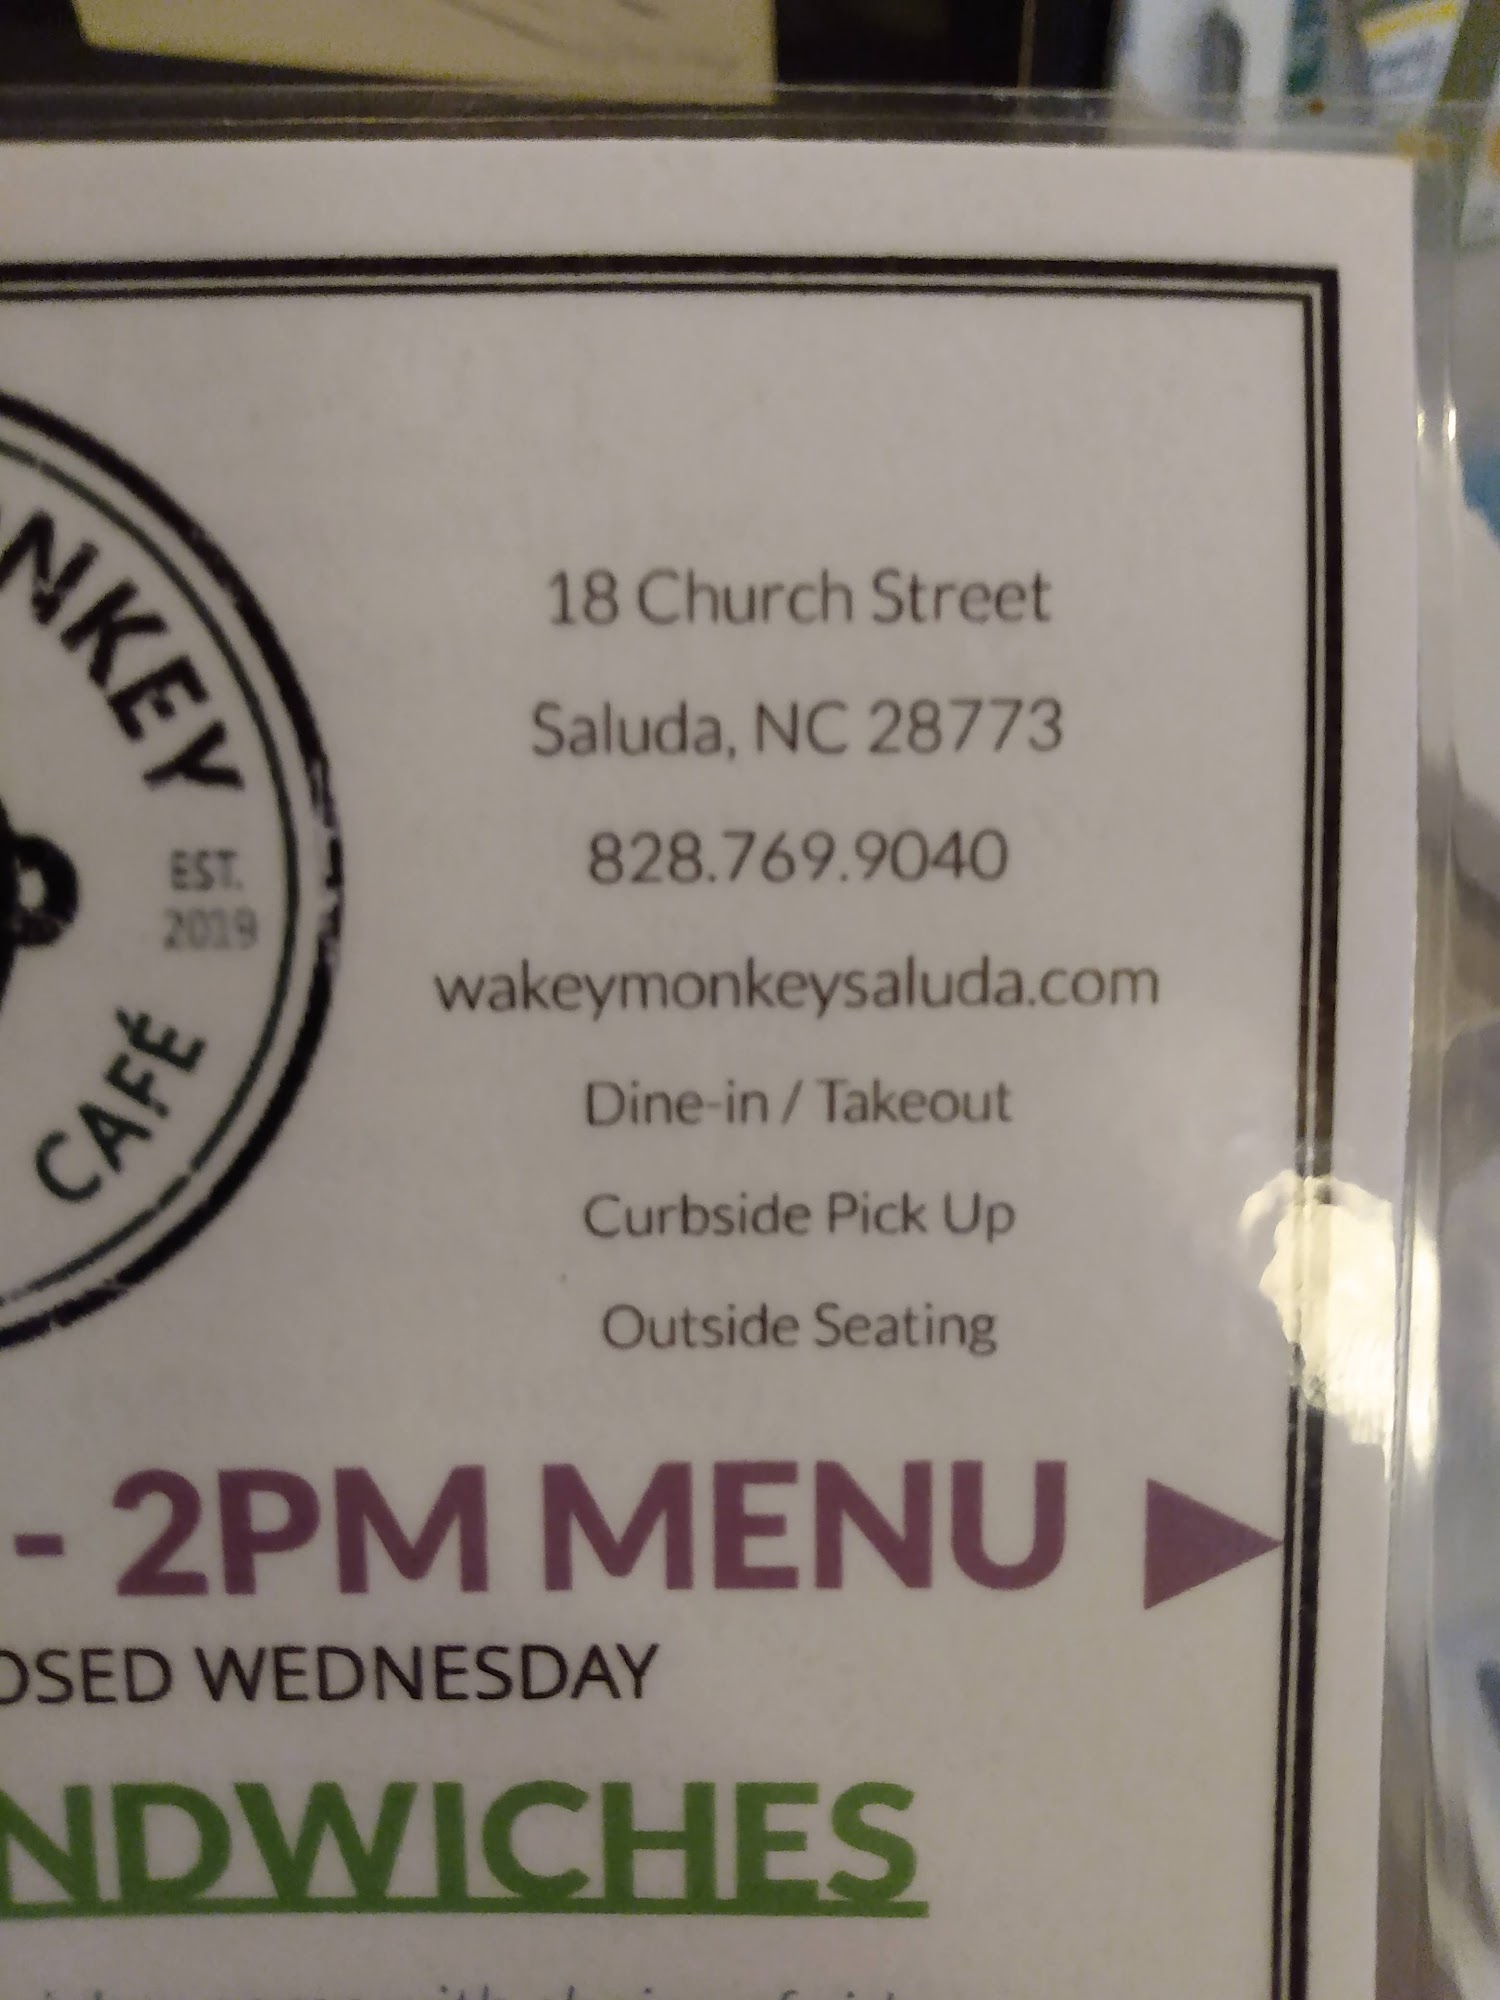 18 Church Street
Saluda, NC 28773
828.769.9040
wakeymonkeysaluda.com
Dine-in / Takeout
Curbside Pick Up
Outside Seating
NKEY
EST.
2019
CAFÉ
- 2PM MENU
OSED WEDNESDAY
NDWICHES